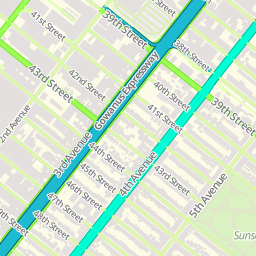 39th Street
41st Street
38th Street
42nd Street
Gowanus Expressway
43rd Street
40th Street
39th Street
41st Street
2nd Avenue
3rd Avenue
44th Street
4th Avenue
45th Street
43rd Street
46th Street
5th Avenue
47th Street
48th Street
Sunse